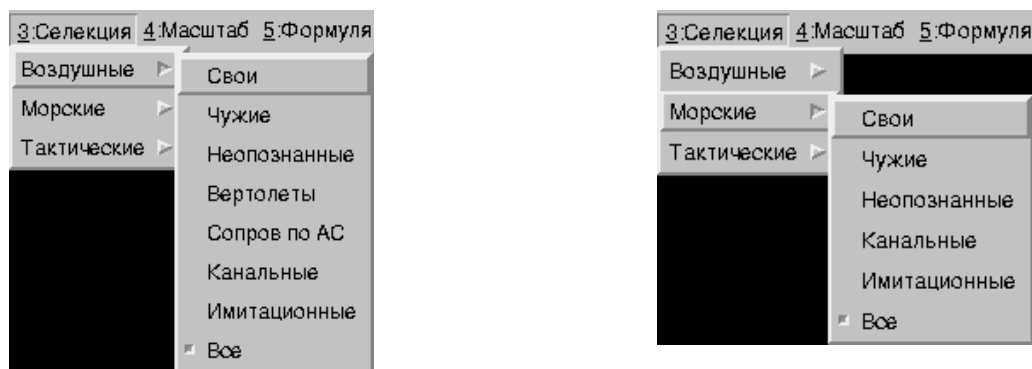 3:Селекция 4:Масштаб 5:Формуля
Воздушные
Морские
Тактические
Свои
Чужие
Неопознанные
Вертолеты
Сопров по АС
Канальные
Имитационные
Все
3:Селекция 4:Масштаб 5:Формуля
Воздушные
Морские
Тактические
Свои
Чужие
Неопознанные
Канальные
Имитационные
Все